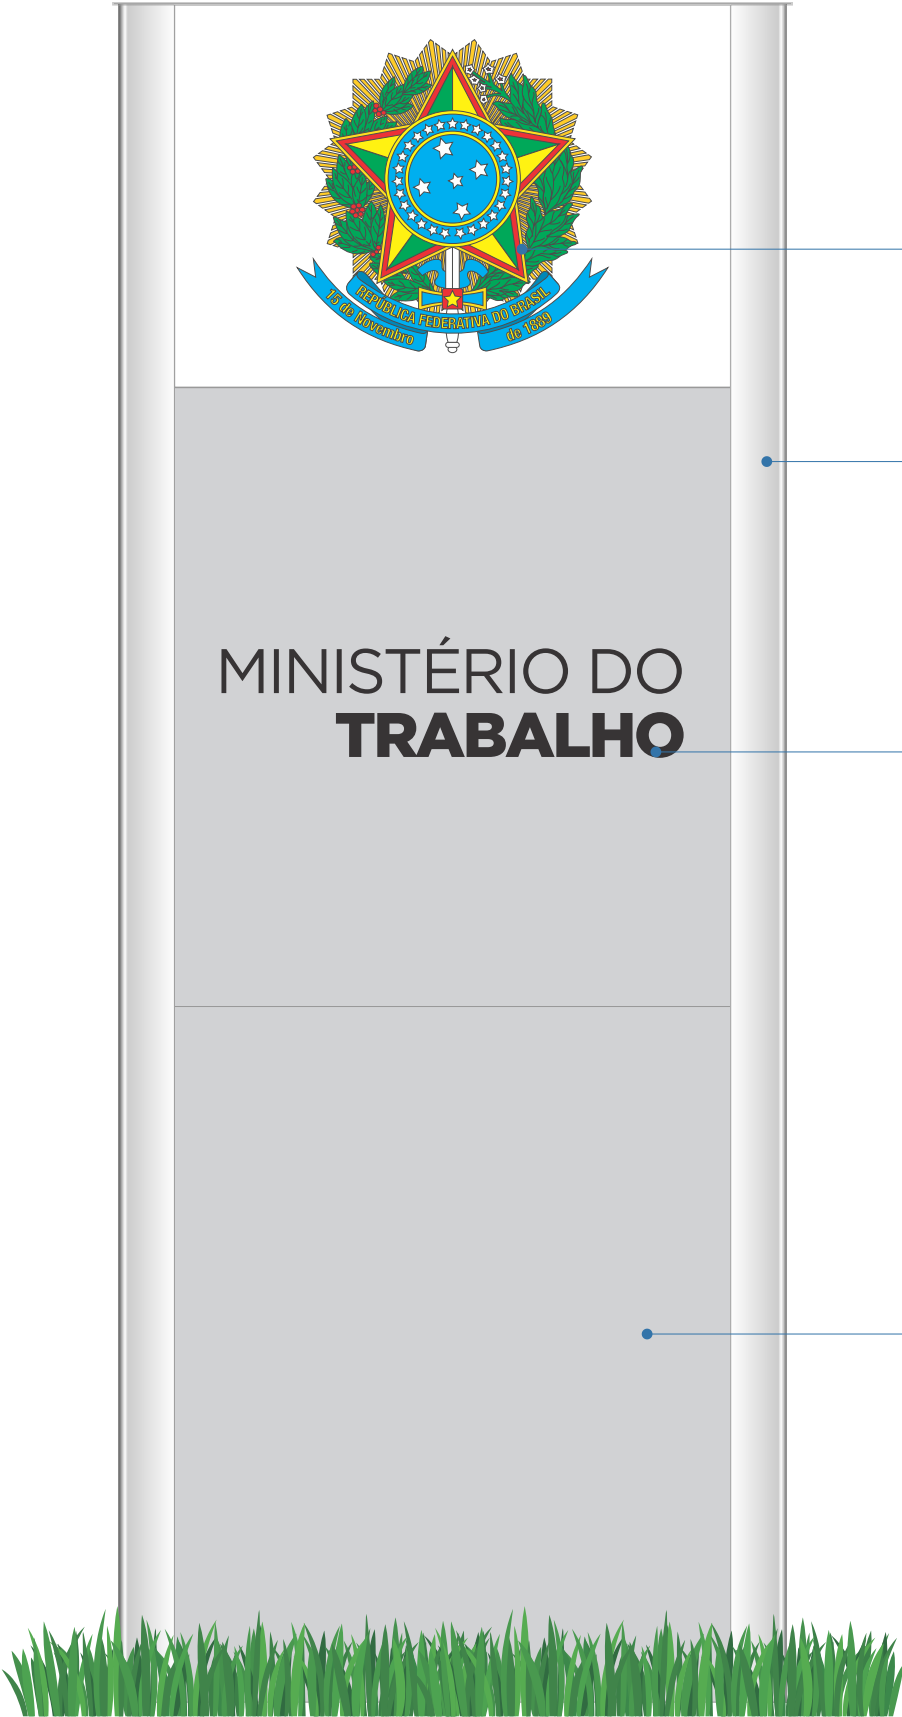 REPÚBLICA FEDERATIVA DO BRASIL
15 de Novembro
de 1889
MINISTÉRIO DO
TRABALHO